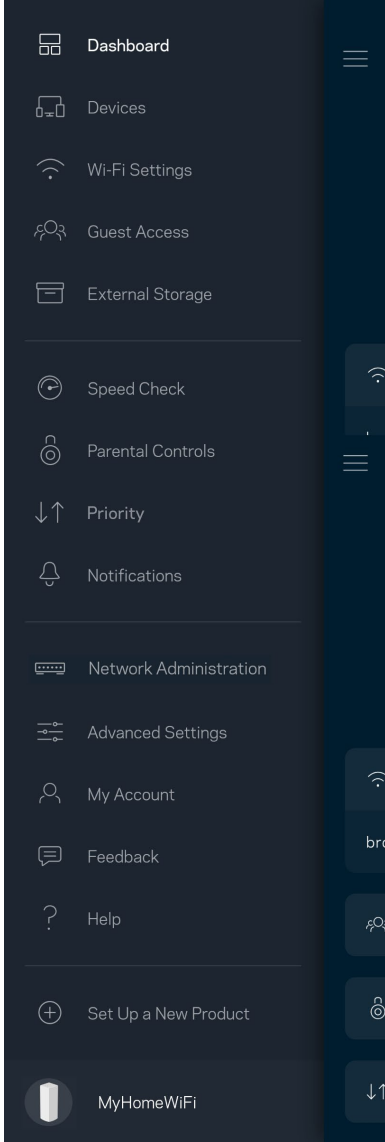 Dashboard
Devices
Wi-Fi Settings
Guest Access
External Storage
Speed Check
Parental Controls
Priority
Notifications
Network Administration
Advanced Settings
My Account
Feedback
Help
Set Up a New Product
MyHomeWiFi